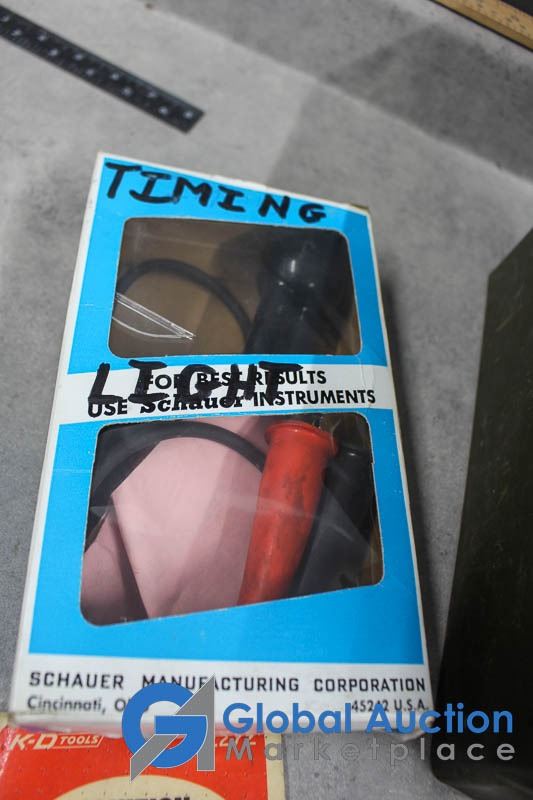 TIMING
LIGHT
FOR BEST RESULTS
USE Schauer INSTRUMENTS
SCHAUER MANUFACTURING CORPORATION
Cincinnati, 45242 U.S.A.
K-D TOOLS
Global Auction
Marketplace